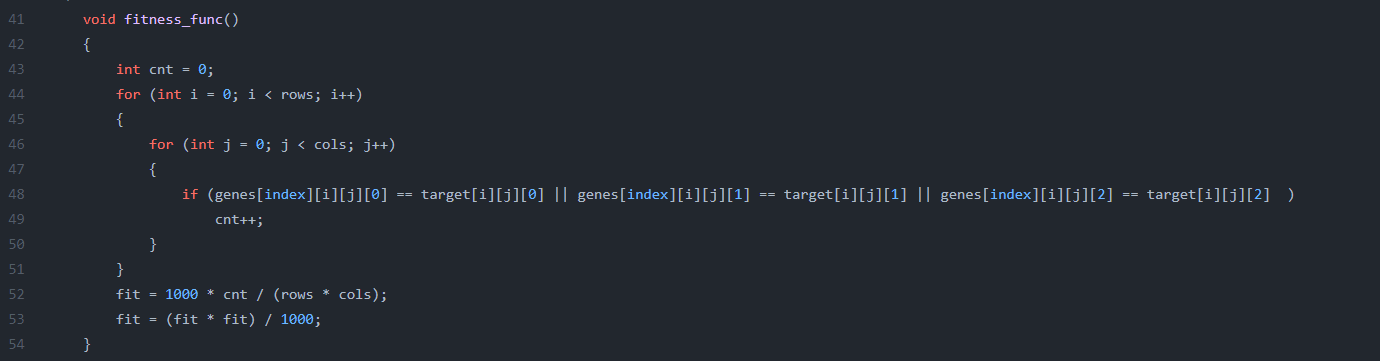 41 void fitness_func()
42 {
43 int cnt = 0;
44 for (int i = 0; i < rows; i++)
45 {
46 for (int j = 0; j < cols; j++)
47 {
48 if (genes[index][i][j][0] == target[i][j][0] || genes[index][i][j][1] == target[i][j][1] || genes[index][i][j][2] == target[i][j][2]  )
49 cnt++;
50 }
51 }
52 fit = 1000 * cnt / (rows * cols);
53 fit = (fit * fit) / 1000;
54 }